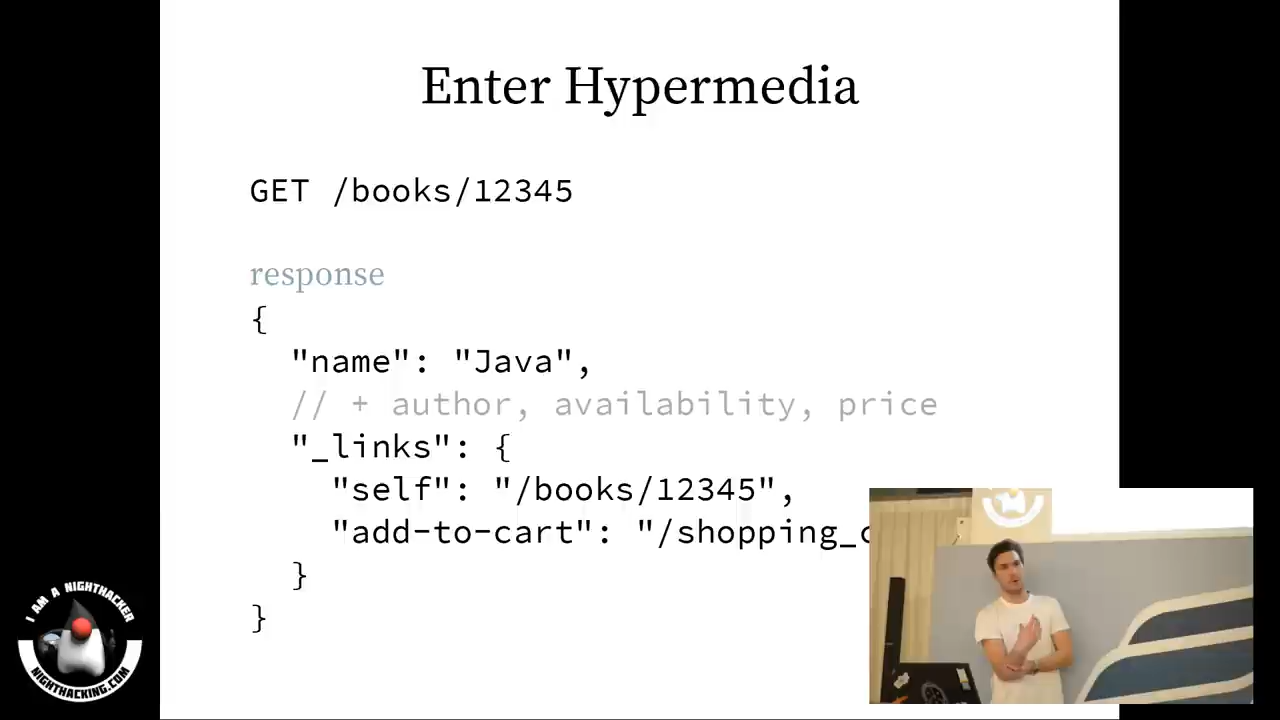 Enter Hypermedia
GET /books/12345
response
{
"name": "Java",
// + author, availability, price
"_links": {
"self": "/books/12345",
"add-to-cart": "/shopping_c
}
}
I AM A NIGHTHACKER
NIGHTHACKING.COM